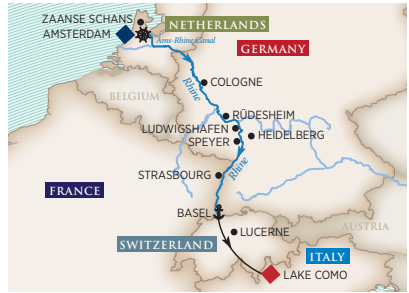 ZAANSE SCHANS
NETHERLANDS
AMSTERDAM
Ams-Rhine Canal
GERMANY
COLOGNE
Rhine
BELGIUM
RÜDESHEIM
LUDWIGSHAFEN
HEIDELBERG
SPEYER
Rhine
STRASBOURG
FRANCE
BASEL
AUSTRIA
LUCERNE
SWITZERLAND
ITALY
LAKE COMO